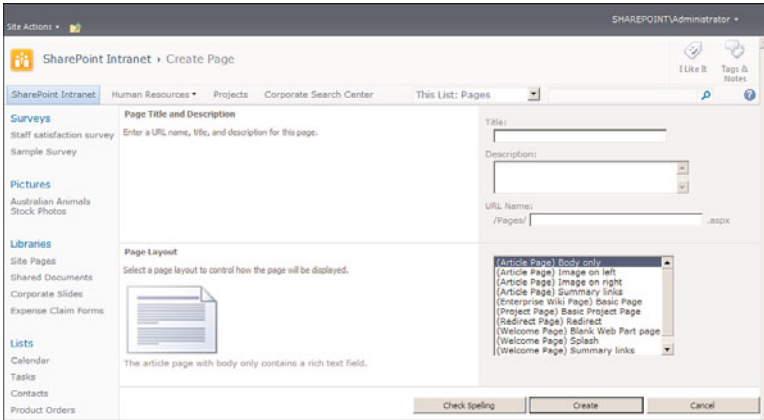 SHAREPOINT\Administrator
Site Actions
SharePoint Intranet › Create Page
I Like It
Tags & Notes
SharePoint Intranet
Human Resources
Projects
Corporate Search Center
This List: Pages
Surveys
Staff satisfaction survey
Sample Survey
Pictures
Australian Animals
Stock Photos
Libraries
Site Pages
Shared Documents
Corporate Slides
Expense Claim Forms
Lists
Calendar
Tasks
Contacts
Product Orders
Page Title and Description
Enter a URL name, title, and description for this page.
Title:
Description:
URL Name:
/Pages/ .aspx
Page Layout
Select a page layout to control how the page will be displayed.
The article page with body only contains a rich text field.
(Article Page) Body only
(Article Page) Image on left
(Article Page) Image on right
(Article Page) Summary links
(Enterprise Wiki Page) Basic Page
(Project Page) Basic Project Page
(Redirect Page) Redirect
(Welcome Page) Blank Web Part page
(Welcome Page) Splash
(Welcome Page) Summary links
Check Spelling
Create
Cancel